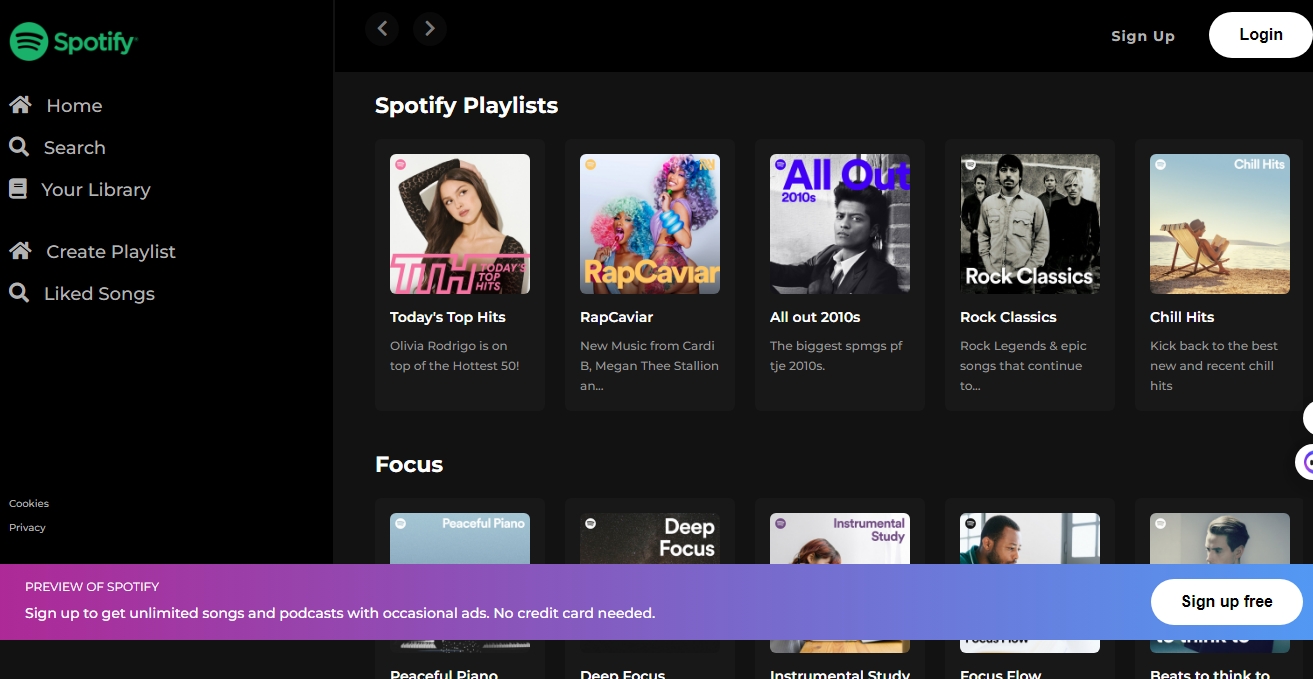 Spotify
Home
Search
Your Library
Create Playlist
Liked Songs
Cookies
Privacy
Sign Up
Login
Spotify Playlists
TTH TODAY'S
TOP
HITS
Today's Top Hits
Olivia Rodrigo is on
top of the Hottest 50!
RapCaviar
RapCaviar
New Music from Cardi
B, Megan Thee Stallion
an...
All Out
2010s
All out 2010s
The biggest spmgs pf
tje 2010s.
Rock Classics
Rock Classics
Rock Legends & epic
songs that continue
to...
Chill Hits
Chill Hits
Kick back to the best
new and recent chill
hits
Focus
Peaceful Piano
Peaceful Piano
Deep
Focus
Deep Focus
Instrumental
Study
Instrumental Study
Focus Flow
Focus Flow
to think to
Beats to think to
PREVIEW OF SPOTIFY
Sign up to get unlimited songs and podcasts with occasional ads. No credit card needed.
Sign up free